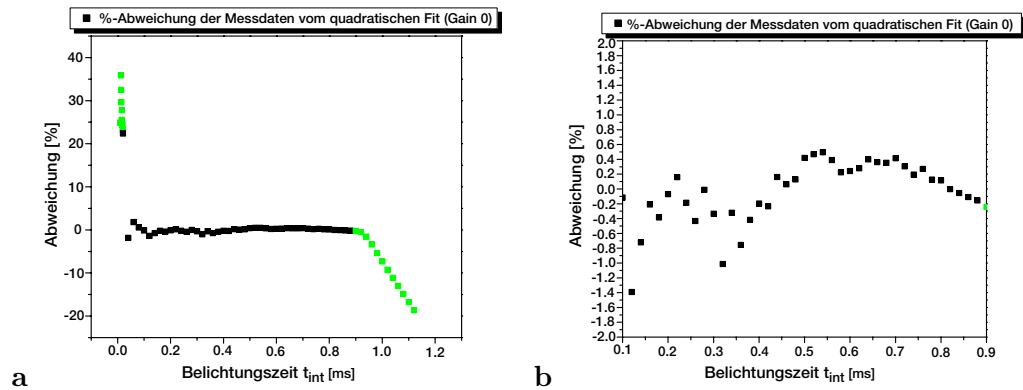 ■ %-Abweichung der Messdaten vom quadratischen Fit (Gain 0)
Abweichung [%]
40
30
20
10
0
-10
-20
0.0 0.2 0.4 0.6 0.8 1.0 1.2
Belichtungszeit t_int [ms]
a
■ %-Abweichung der Messdaten vom quadratischen Fit (Gain 0)
Abweichung [%]
2.0
1.8
1.6
1.4
1.2
1.0
0.8
0.6
0.4
0.2
0.0
-0.2
-0.4
-0.6
-0.8
-1.0
-1.2
-1.4
-1.6
-1.8
-2.0
0.1 0.2 0.3 0.4 0.5 0.6 0.7 0.8 0.9
Belichtungszeit t_int [ms]
b